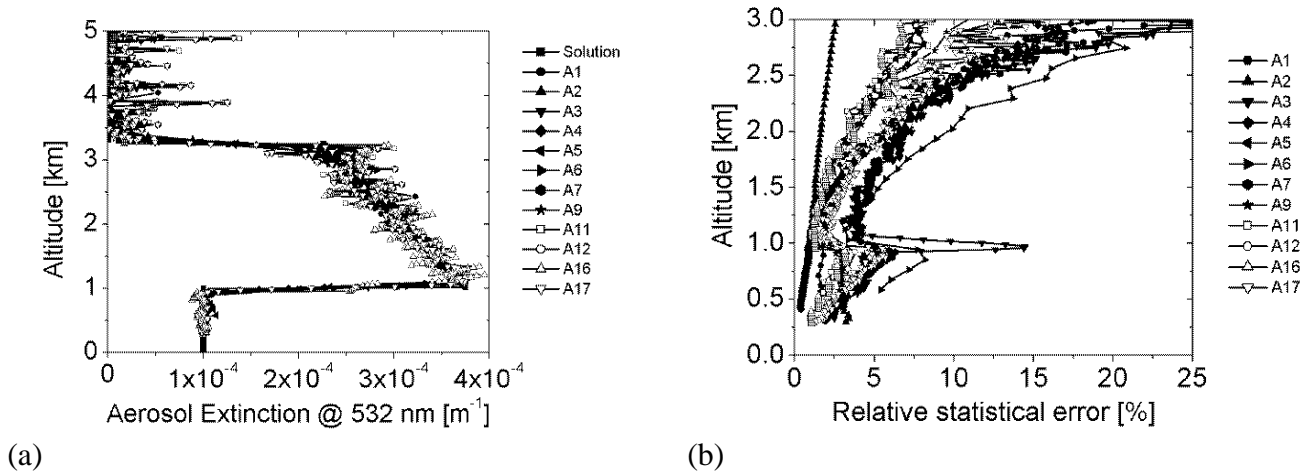 5
4
3
2
1
0
Altitude [km]
0
1x10⁻⁴
2x10⁻⁴
3x10⁻⁴
4x10⁻⁴
Aerosol Extinction @ 532 nm [m⁻¹]
Solution
A1
A2
A3
A4
A5
A6
A7
A9
A11
A12
A16
A17
(a)
3.0
2.5
2.0
1.5
1.0
0.5
0.0
Altitude [km]
0
5
10
15
20
25
Relative statistical error [%]
A1
A2
A3
A4
A5
A6
A7
A9
A11
A12
A16
A17
(b)